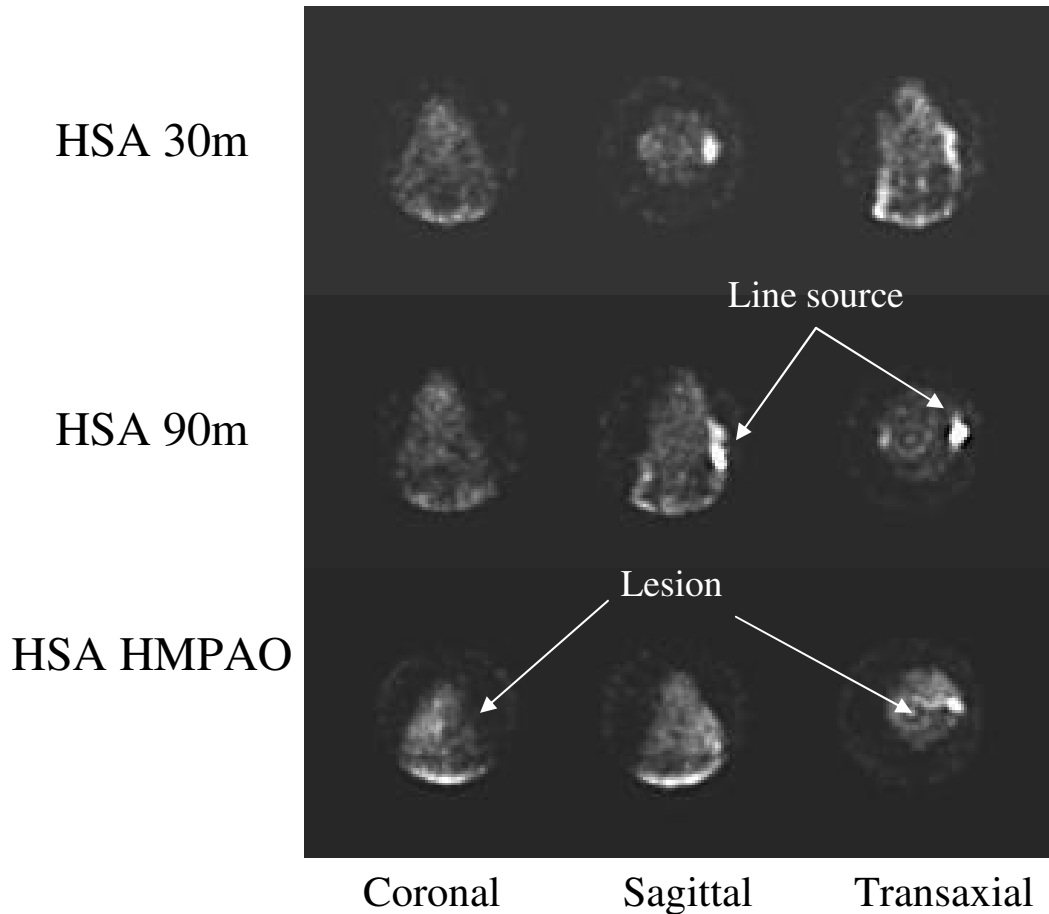 HSA 30m
Line source
HSA 90m
Lesion
HSA HMPAO
Coronal Sagittal Transaxial